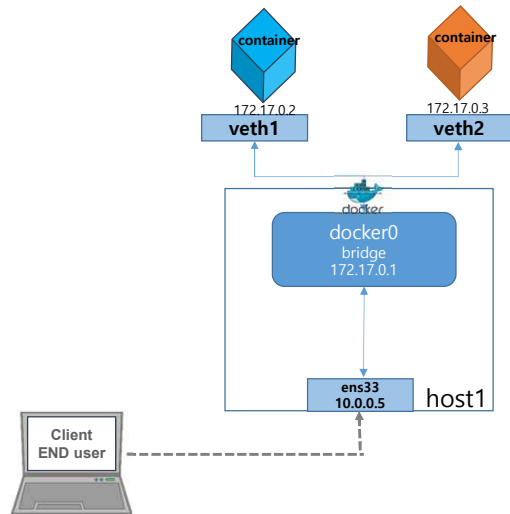 container
container
172.17.0.2
172.17.0.3
veth1
veth2
docker
docker0
bridge
172.17.0.1
ens33
10.0.0.5
host1
Client
END user